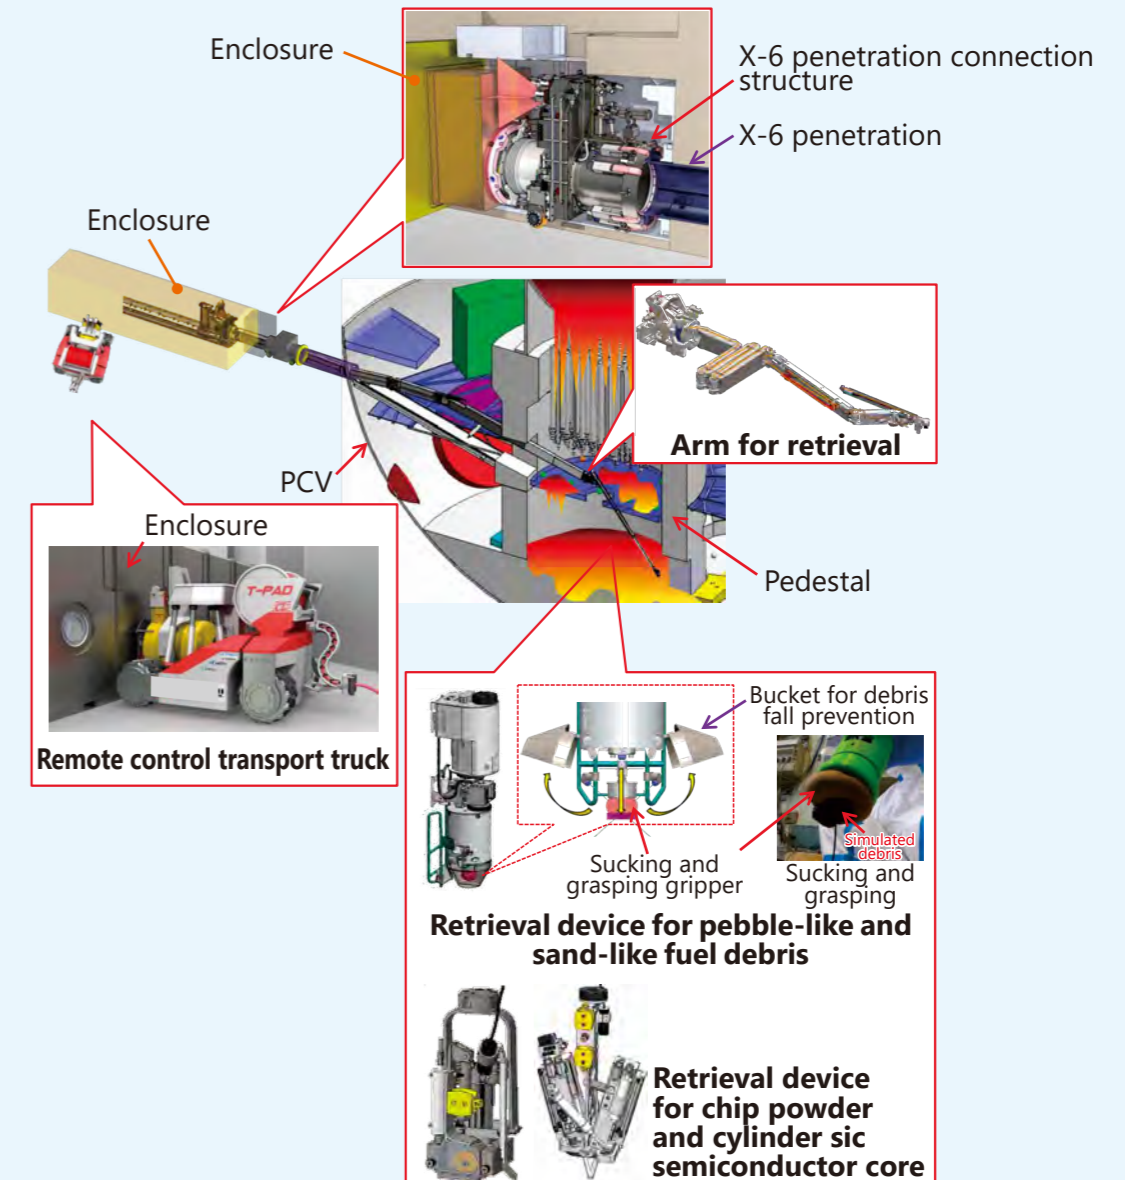 Enclosure
X-6 penetration connection
structure
X-6 penetration
Enclosure
Arm for retrieval
PCV
Enclosure
T-PAD
Pedestal
Remote control transport truck
Bucket for debris
fall prevention
Simulated
debris
Sucking and
grasping gripper
Sucking and
grasping
Retrieval device for pebble-like and
sand-like fuel debris
Retrieval device
for chip powder
and cylinder sic
semiconductor core